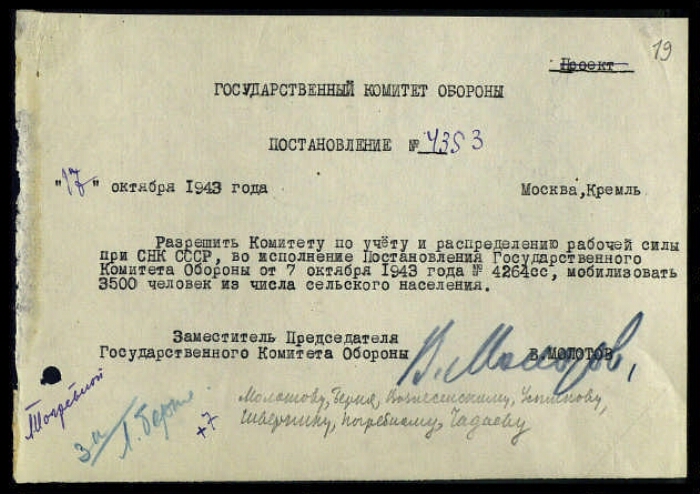 19
Проект
ГОСУДАРСТВЕННЫЙ КОМИТЕТ ОБОРОНЫ
ПОСТАНОВЛЕНИЕ № 4353
"17" октября 1943 года Москва, Кремль
Разрешить Комитету по учёту и распределению рабочей силы
при СНК СССР, во исполнение Постановления Государственного
Комитета Обороны от 7 октября 1943 года № 4264сс, мобилизовать
3500 человек из числа сельского населения.
Заместитель Председателя
Государственного Комитета Обороны В.МОЛОТОВ
В. Молотов,
Молотову, Берия, Вознесенскому,
Швернику, Погребному, Чадаеву
Погребной
за
Л. Берия
+7